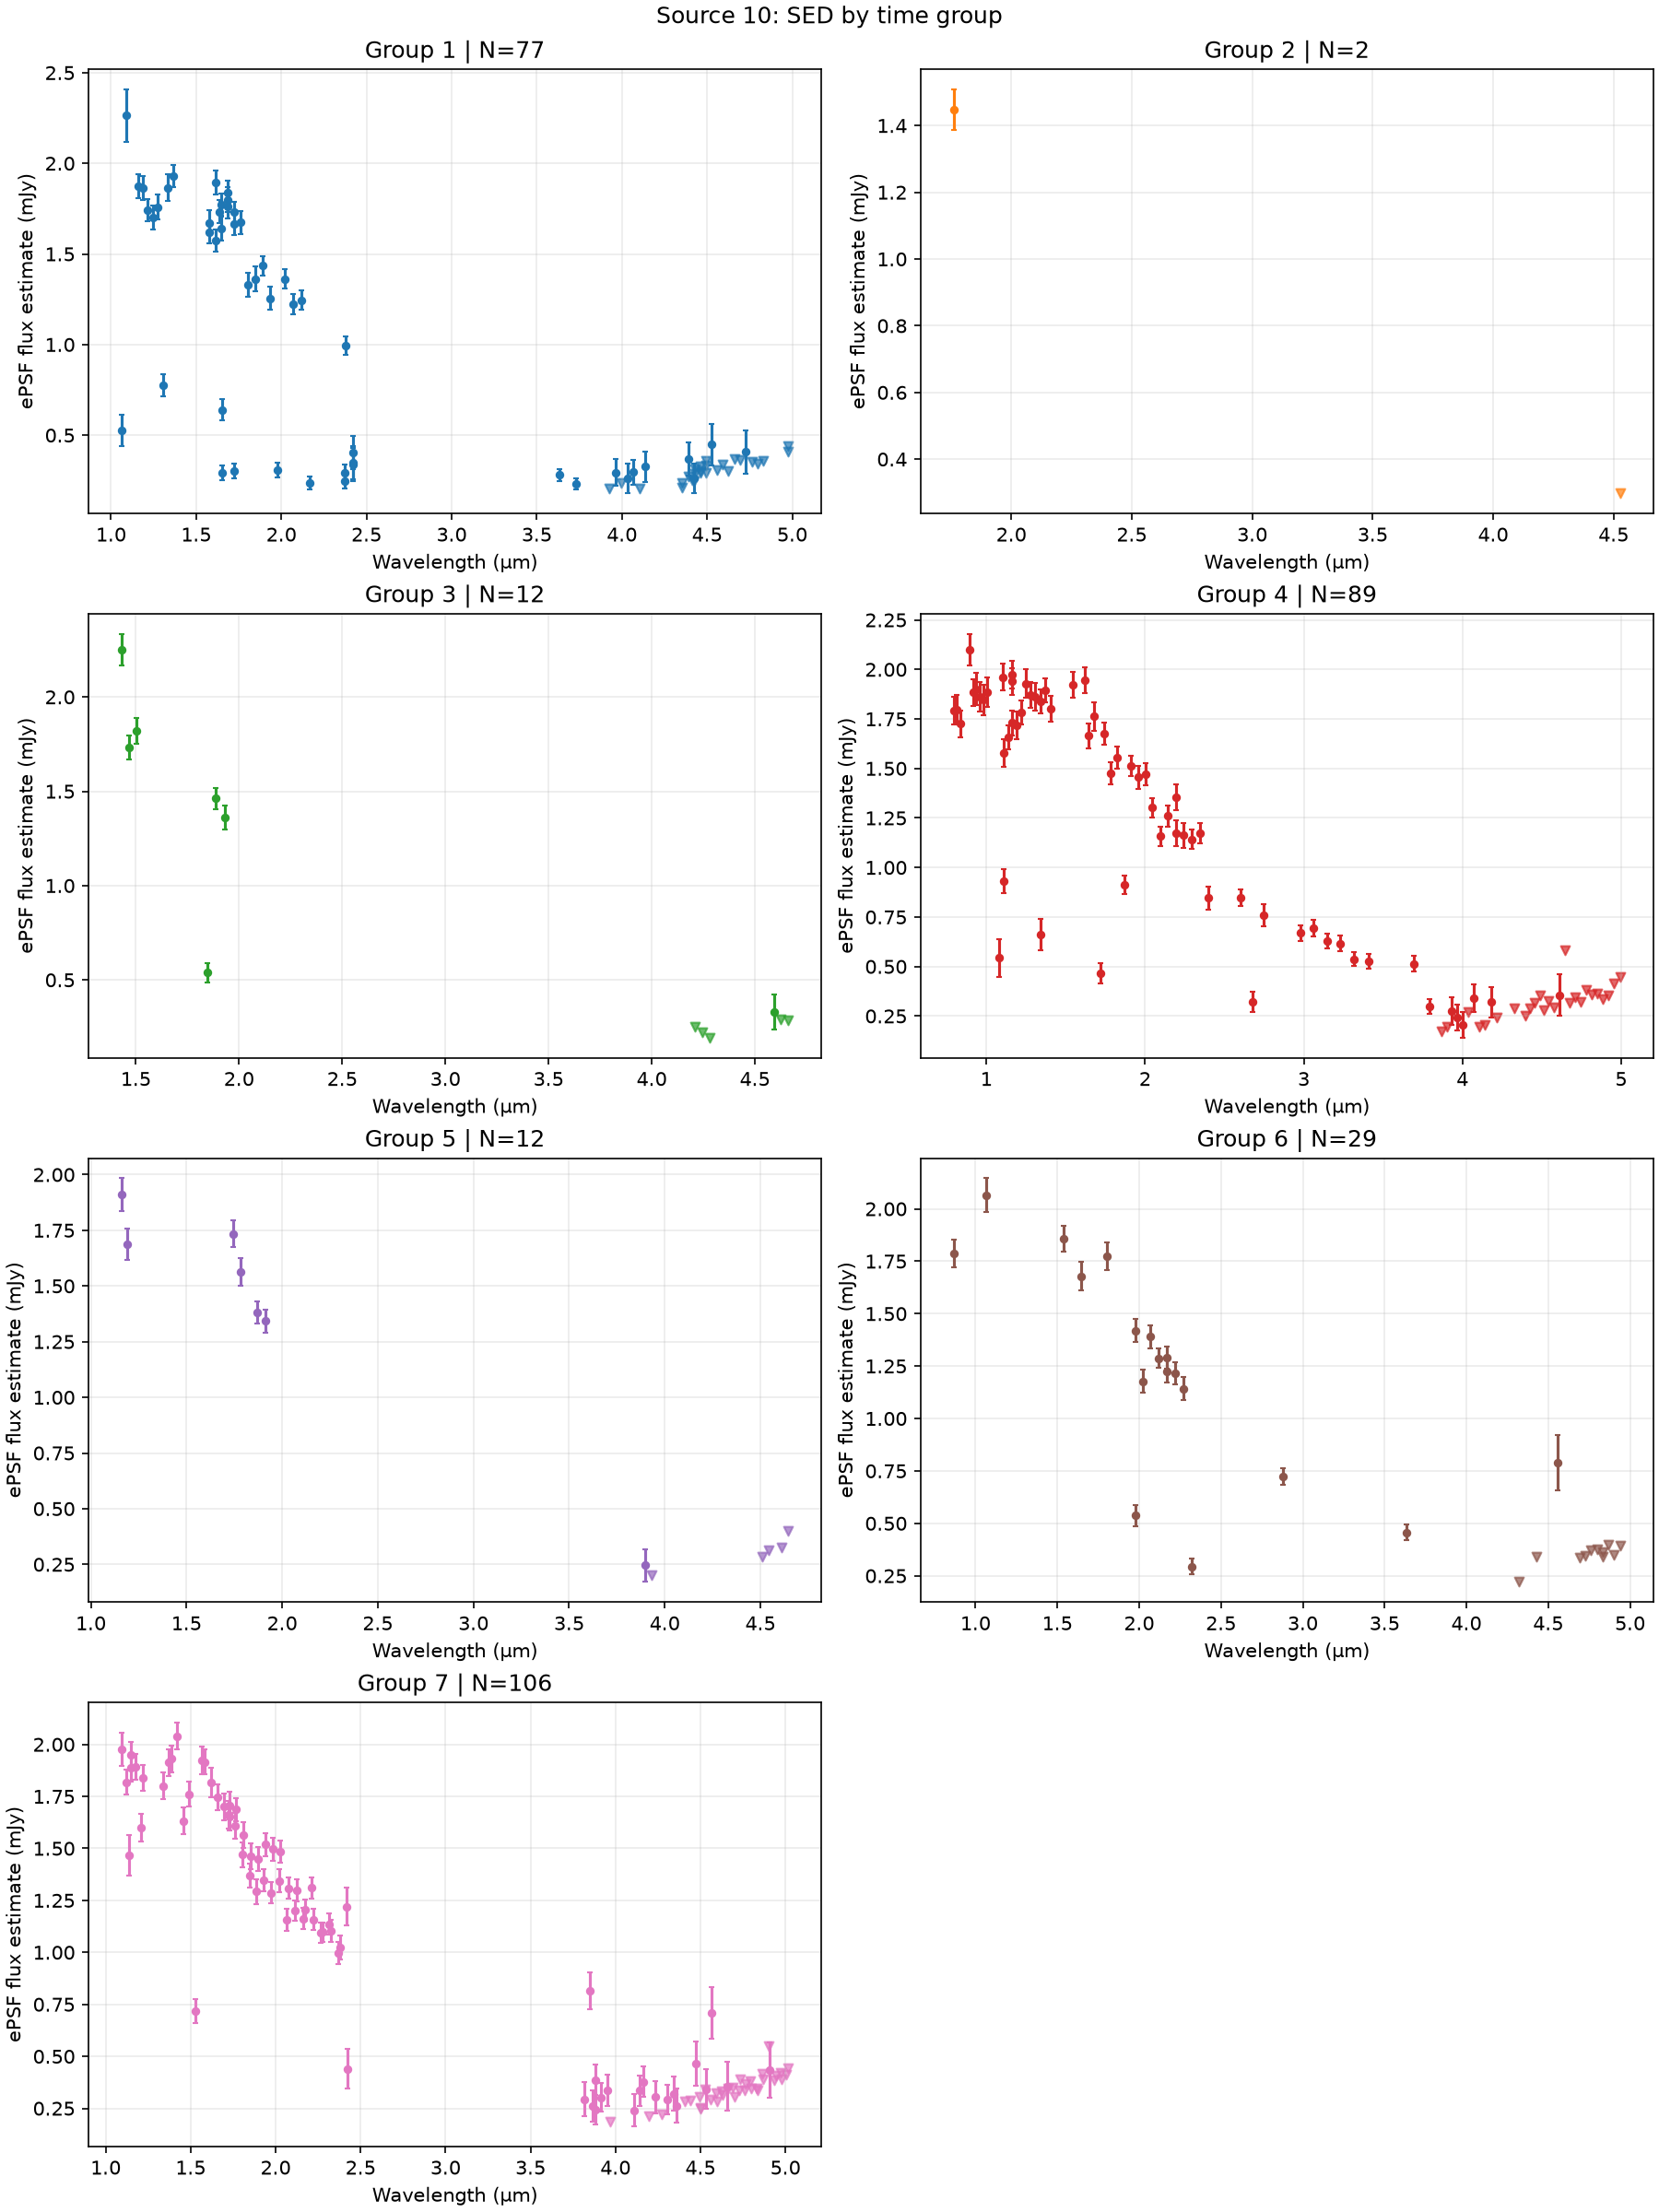 Source 10: SED by time group
Group 1 | N=77
ePSF flux estimate (mJy)
2.5
2.0
1.5
1.0
0.5
1.0 1.5 2.0 2.5 3.0 3.5 4.0 4.5 5.0
Wavelength (μm)
Group 2 | N=2
ePSF flux estimate (mJy)
1.4
1.2
1.0
0.8
0.6
0.4
2.0 2.5 3.0 3.5 4.0 4.5
Wavelength (μm)
Group 3 | N=12
ePSF flux estimate (mJy)
2.0
1.5
1.0
0.5
1.5 2.0 2.5 3.0 3.5 4.0 4.5
Wavelength (μm)
Group 4 | N=89
ePSF flux estimate (mJy)
2.25
2.00
1.75
1.50
1.25
1.00
0.75
0.50
0.25
1 2 3 4 5
Wavelength (μm)
Group 5 | N=12
ePSF flux estimate (mJy)
2.00
1.75
1.50
1.25
1.00
0.75
0.50
0.25
1.0 1.5 2.0 2.5 3.0 3.5 4.0 4.5
Wavelength (μm)
Group 6 | N=29
ePSF flux estimate (mJy)
2.00
1.75
1.50
1.25
1.00
0.75
0.50
0.25
1.0 1.5 2.0 2.5 3.0 3.5 4.0 4.5 5.0
Wavelength (μm)
Group 7 | N=106
ePSF flux estimate (mJy)
2.00
1.75
1.50
1.25
1.00
0.75
0.50
0.25
1.0 1.5 2.0 2.5 3.0 3.5 4.0 4.5 5.0
Wavelength (μm)